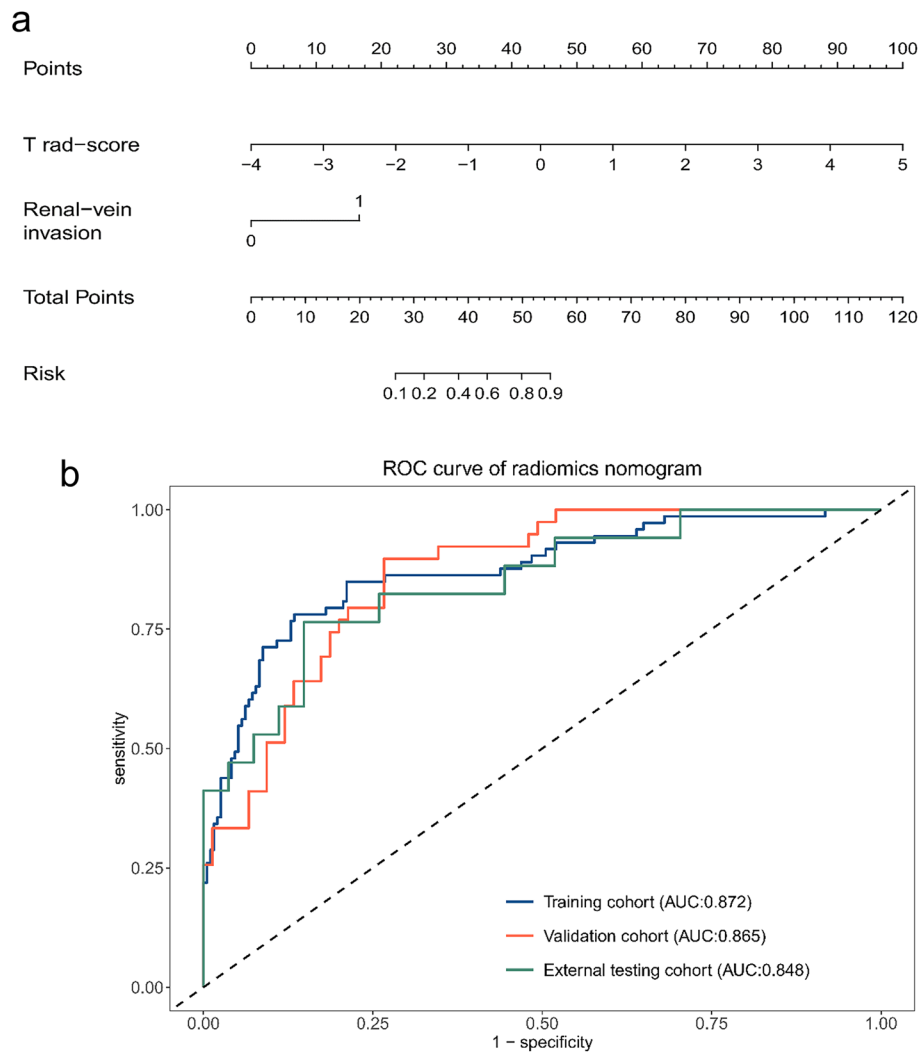 a
0 10 20 30 40 50 60 70 80 90 100
Points
T rad−score
−4 −3 −2 −1 0 1 2 3 4 5
1
Renal−vein
invasion
0
Total Points
0 10 20 30 40 50 60 70 80 90 100 110 120
Risk
0.1 0.2 0.4 0.6 0.8 0.9
b
ROC curve of radiomics nomogram
1.00
0.75
0.50
0.25
0.00
sensitivity
Training cohort (AUC:0.872)
Validation cohort (AUC:0.865)
External testing cohort (AUC:0.848)
0.00 0.25 0.50 0.75 1.00
1 − specificity